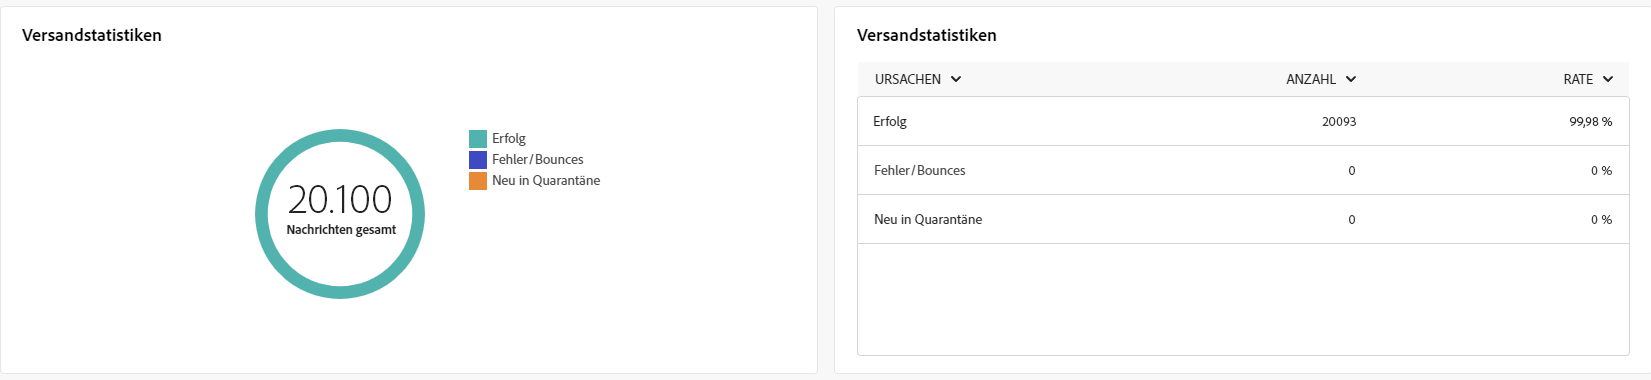 Versandstatistiken
20.100
Nachrichten gesamt
Erfolg
Fehler/Bounces
Neu in Quarantäne
Versandstatistiken
URSACHEN ANZAHL RATE
Erfolg 20093 99,98 %
Fehler/Bounces 0 0 %
Neu in Quarantäne 0 0 %